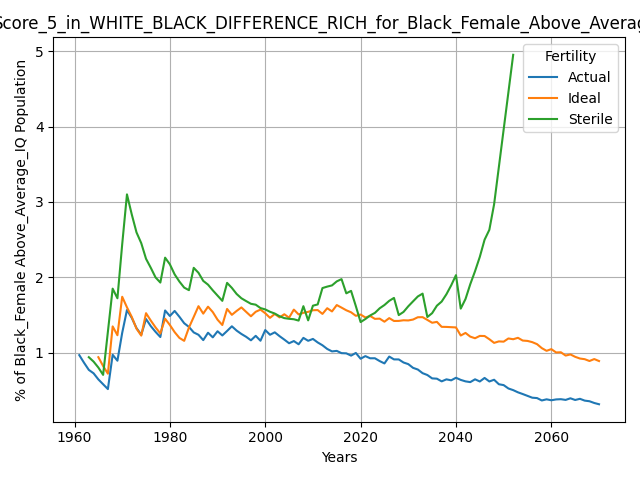 Score_5_in_WHITE_BLACK_DIFFERENCE_RICH_for_Black_Female_Above_Averag
% of Black_Female Above_Average_IQ Population
5
4
3
2
1
Fertility
Actual
Ideal
Sterile
1960
1980
2000
2020
2040
2060
Years